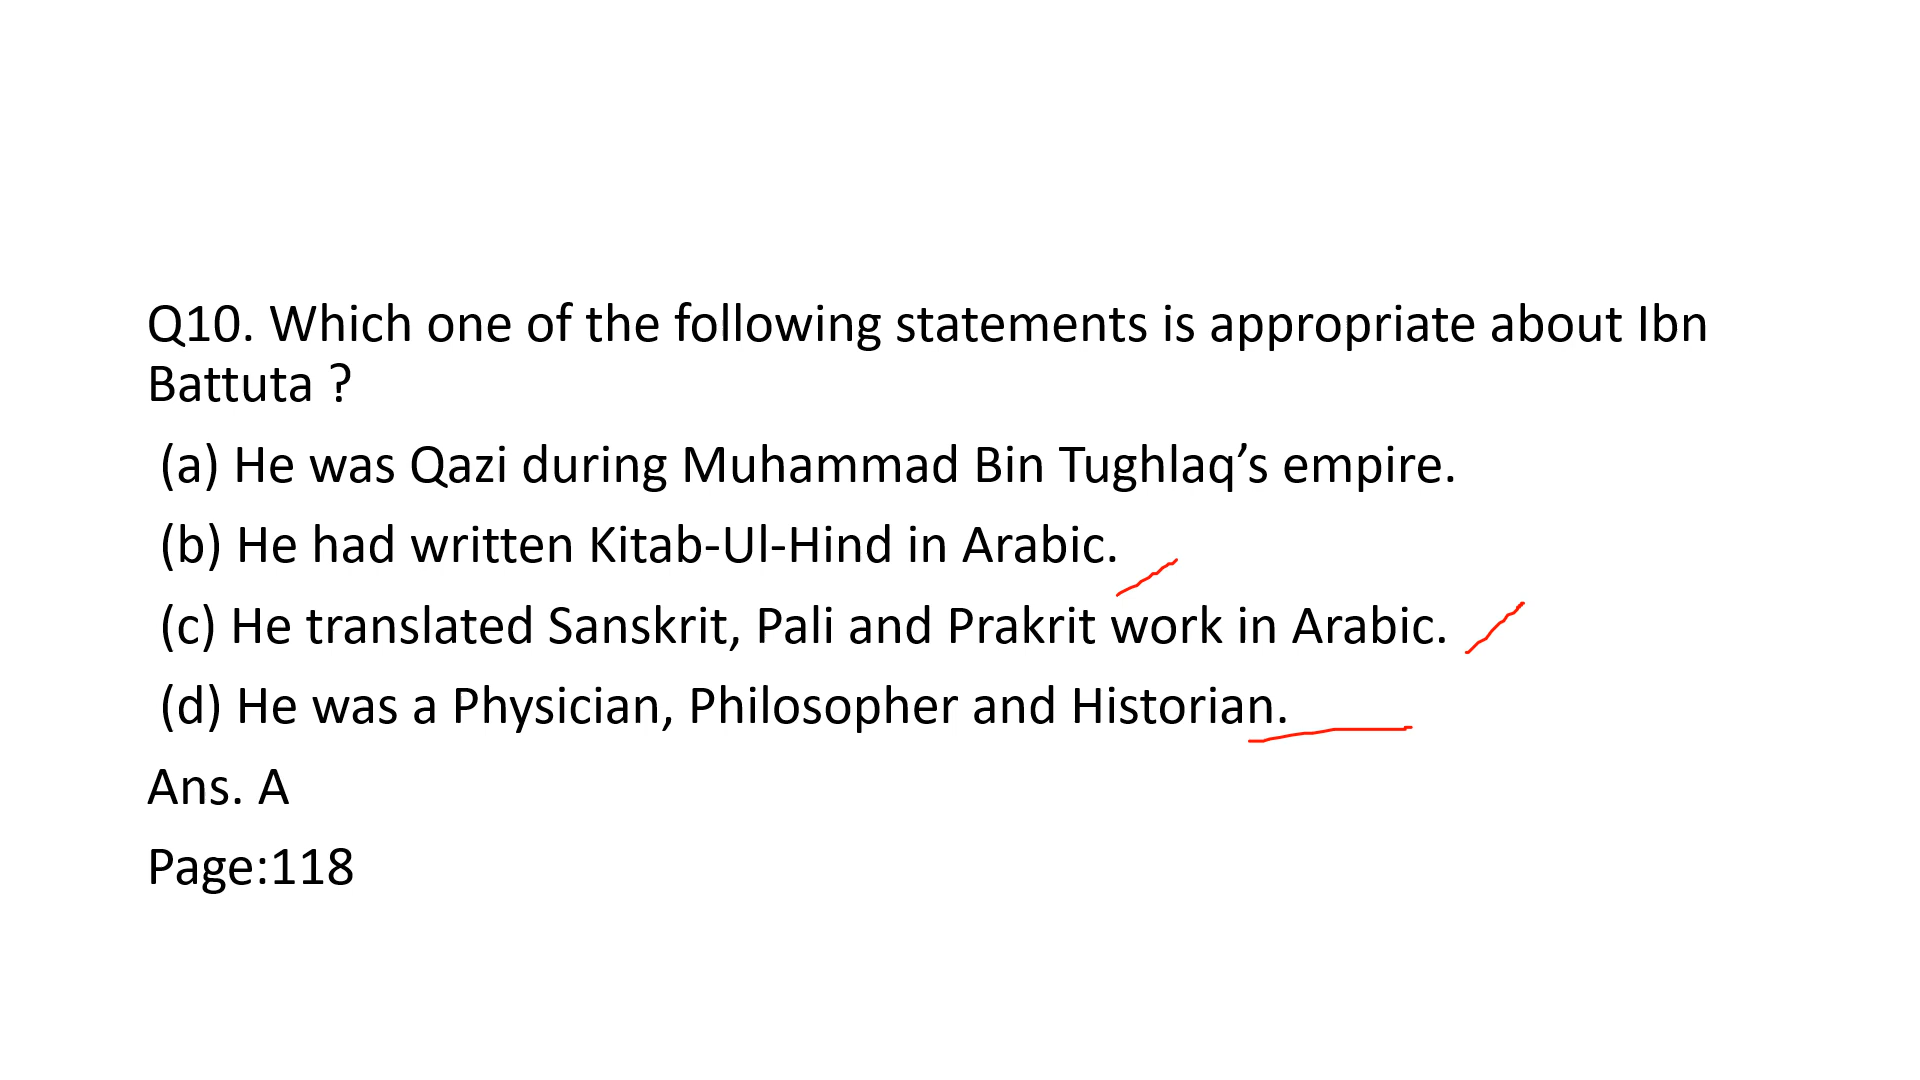 Q10. Which one of the following statements is appropriate about Ibn
Battuta ?
(a) He was Qazi during Muhammad Bin Tughlaq’s empire.
(b) He had written Kitab-Ul-Hind in Arabic.
(c) He translated Sanskrit, Pali and Prakrit work in Arabic.
(d) He was a Physician, Philosopher and Historian.
Ans. A
Page:118